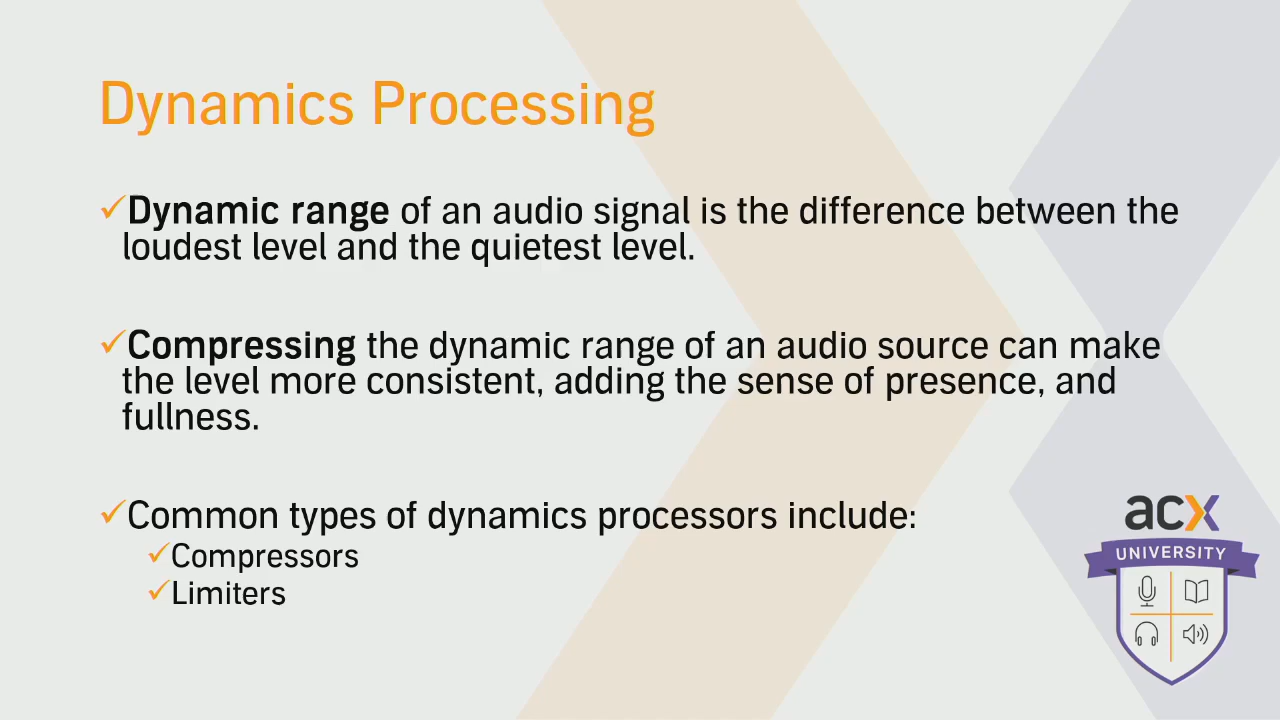 Dynamics Processing
✓Dynamic range of an audio signal is the difference between the
loudest level and the quietest level.
✓Compressing the dynamic range of an audio source can make
the level more consistent, adding the sense of presence, and
fullness.
✓Common types of dynamics processors include:
✓Compressors
✓Limiters
acx
UNIVERSITY